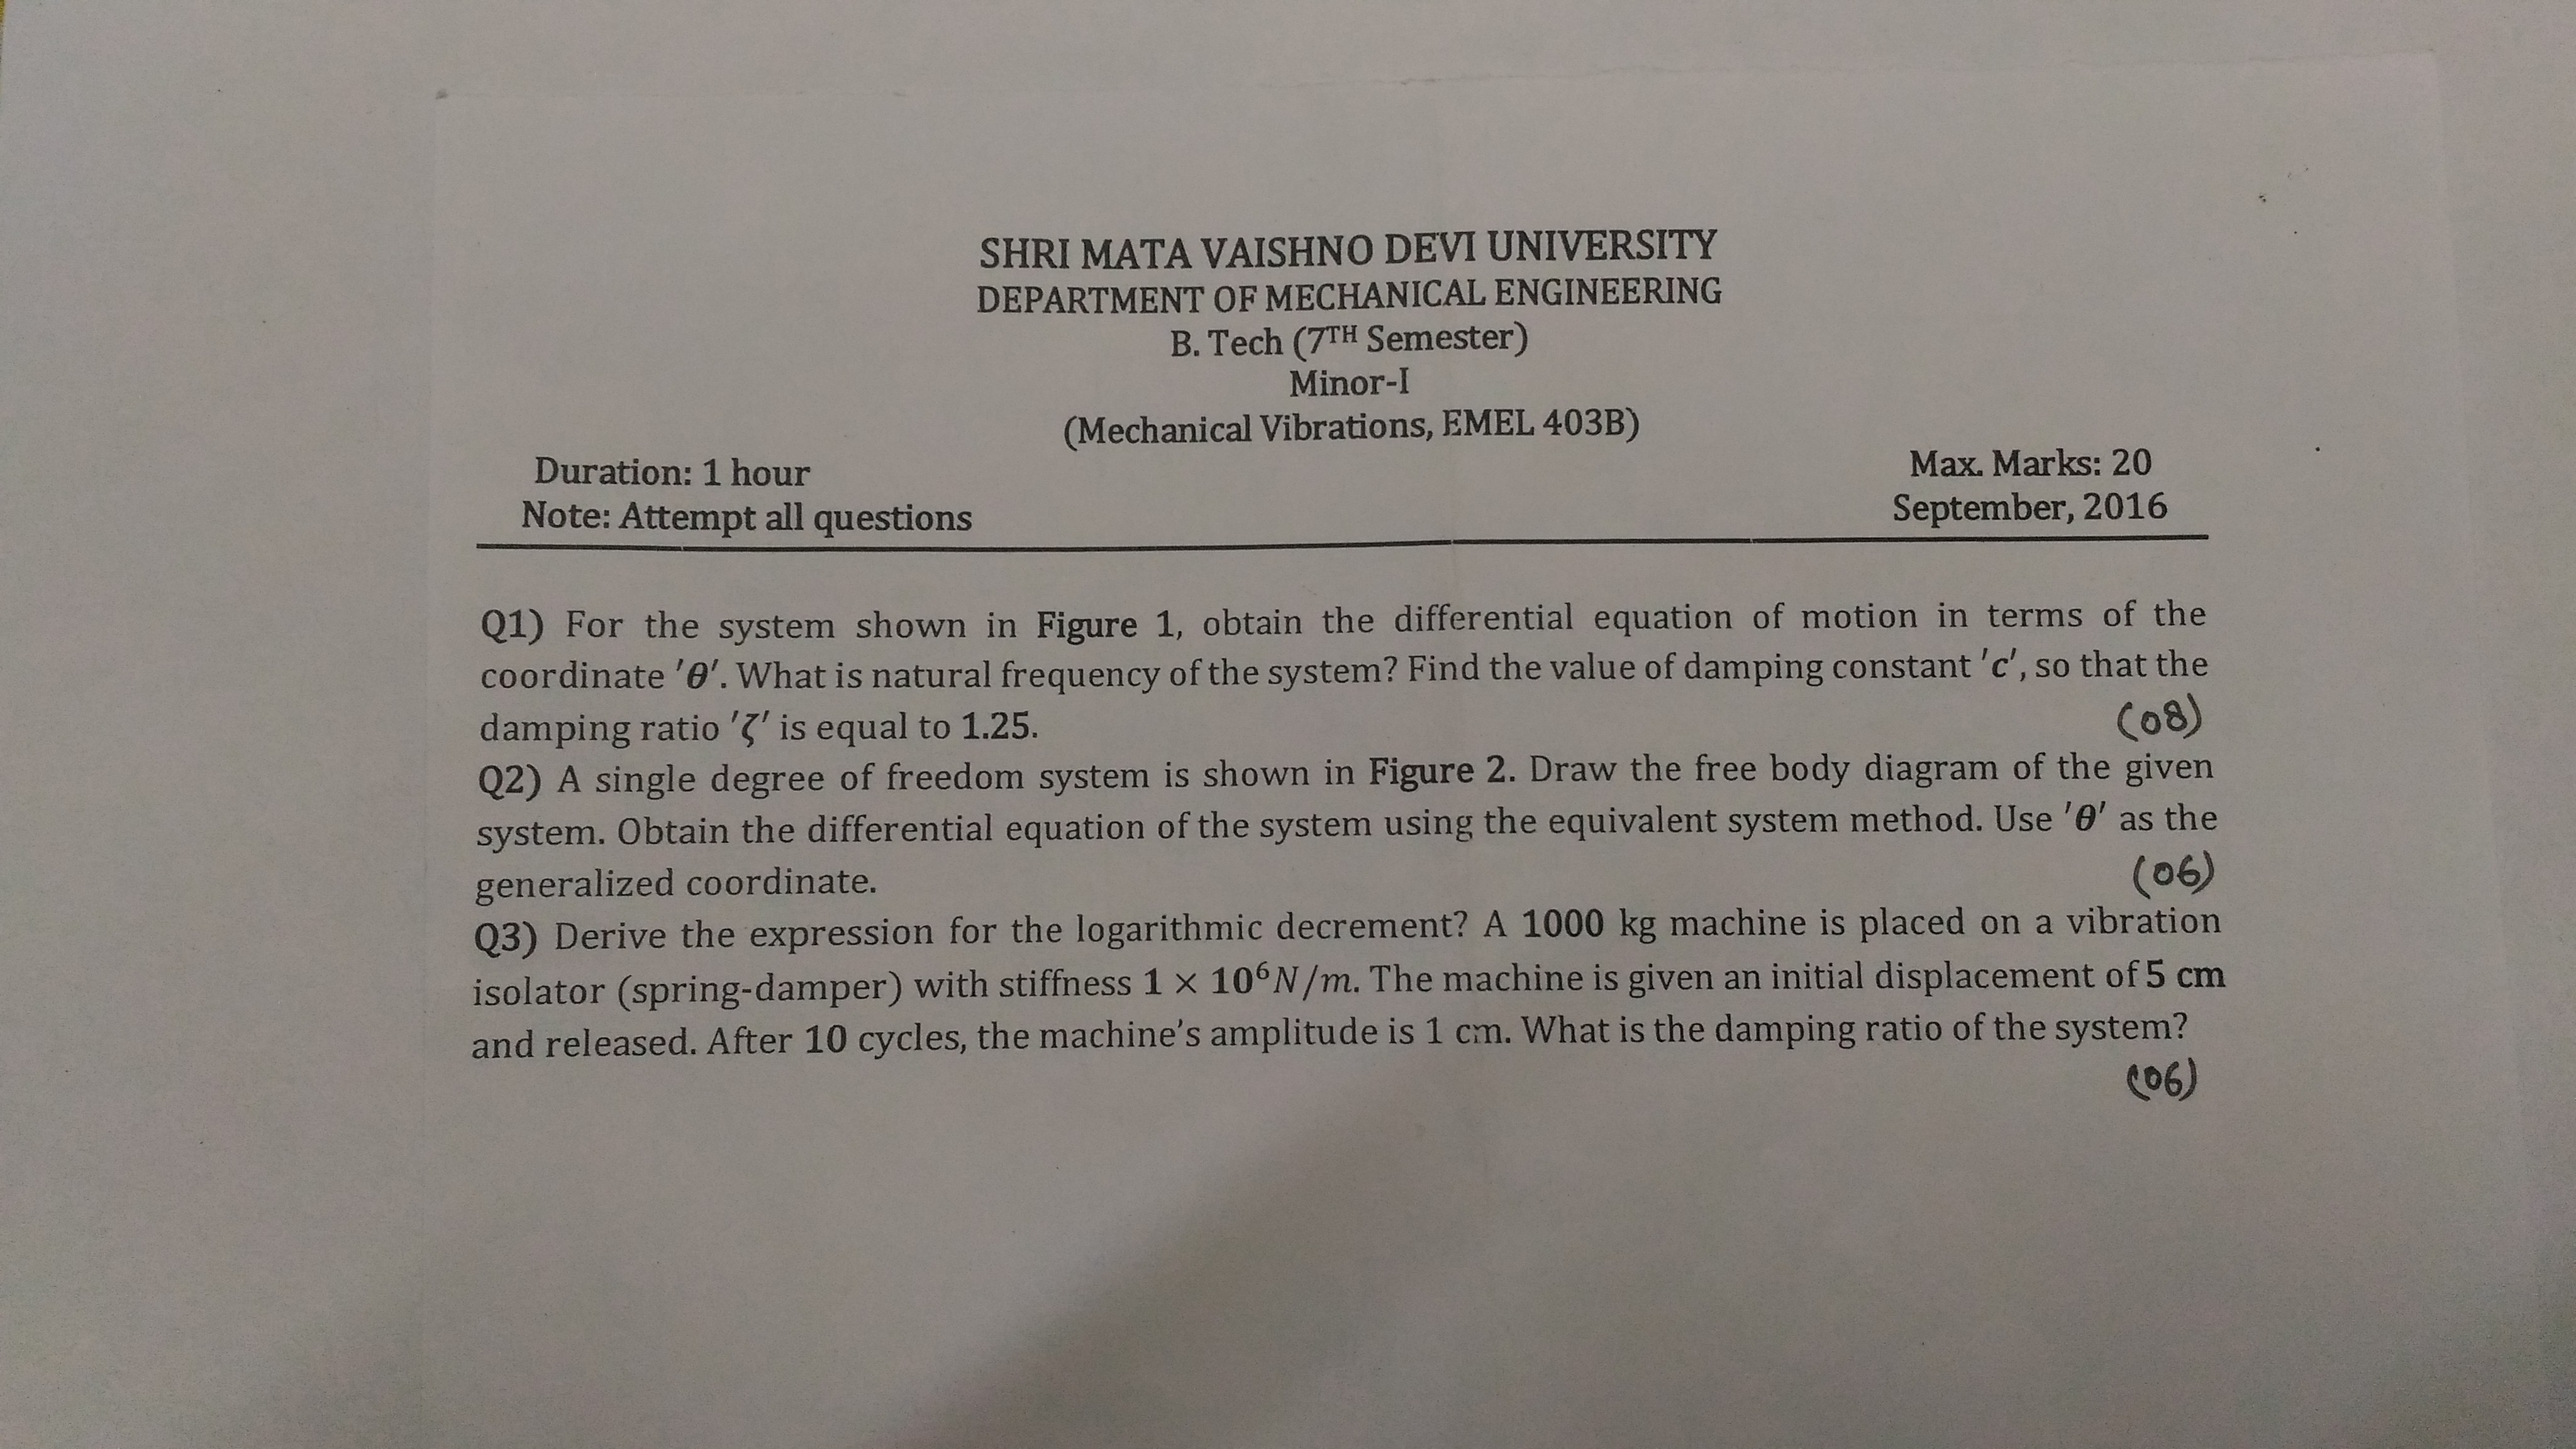 SHRI MATA VAISHNO DEVI UNIVERSITY
DEPARTMENT OF MECHANICAL ENGINEERING
B. Tech (7TH Semester)
Minor-I
(Mechanical Vibrations, EMEL 403B)
Duration: 1 hour Max. Marks: 20
Note: Attempt all questions September, 2016
Q1) For the system shown in Figure 1, obtain the differential equation of motion in terms of the
coordinate 'θ'. What is natural frequency of the system? Find the value of damping constant 'c', so that the
damping ratio 'ζ' is equal to 1.25. (08)
Q2) A single degree of freedom system is shown in Figure 2. Draw the free body diagram of the given
system. Obtain the differential equation of the system using the equivalent system method. Use 'θ' as the
generalized coordinate. (06)
Q3) Derive the expression for the logarithmic decrement? A 1000 kg machine is placed on a vibration
isolator (spring-damper) with stiffness 1 × 10⁶N/m. The machine is given an initial displacement of 5 cm
and released. After 10 cycles, the machine's amplitude is 1 cm. What is the damping ratio of the system?
(06)